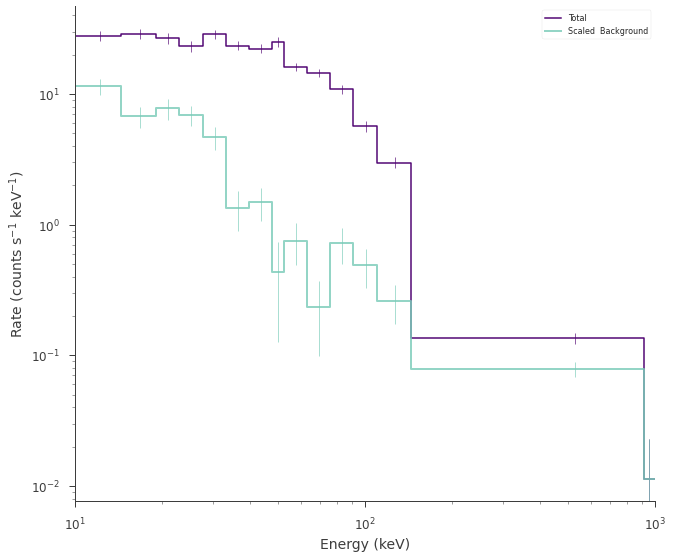 Total
Scaled Background
Rate (counts s⁻¹ keV⁻¹)
10¹
10⁰
10⁻¹
10⁻²
10¹
10²
10³
Energy (keV)